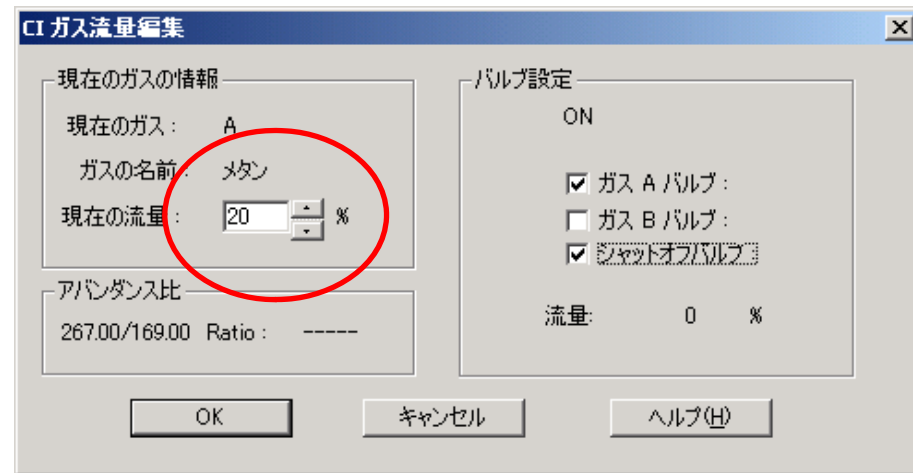 CI ガス流量編集
現在のガスの情報
現在のガス : A
ガスの名前 : メタン
現在の流量 : 20 %
アバンダンス比
267.00/169.00 Ratio : -----
バルブ設定
ON
ガス A バルブ :
ガス B バルブ :
シャットオフバルブ :
流量: 0 %
OK
キャンセル
ヘルプ(H)